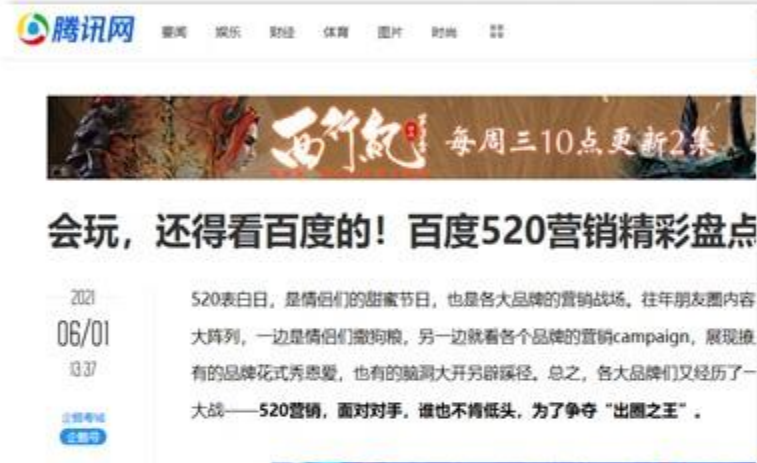 腾讯网 要闻 娱乐 财经 体育 图片 时尚
西行纪 每周三10点更新2集
会玩，还得看百度的！百度520营销精彩盘点
2021
06/01
13:37
企鹅号
520表白日，是情侣们的甜蜜节日，也是各大品牌的营销战场。往年朋友圈内容
大阵列，一边是情侣们撒狗粮，另一边就看各个品牌的营销campaign，展现撩
有的品牌花式秀恩爱，也有的脑洞大开另辟蹊径。总之，各大品牌们又经历了一
大战——520营销，面对对手，谁也不肯低头，为了争夺“出圈之王”.